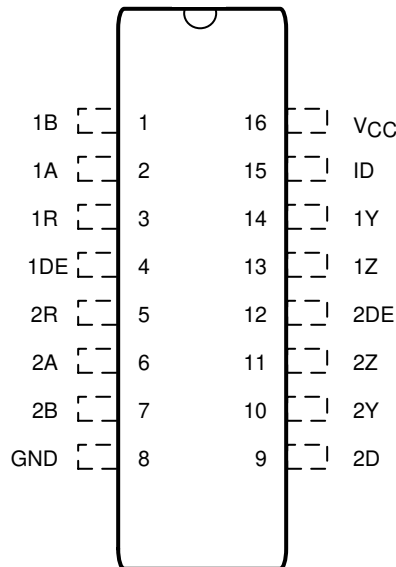 1B 1 16 VCC
1A 2 15 ID
1R 3 14 1Y
1DE 4 13 1Z
2R 5 12 2DE
2A 6 11 2Z
2B 7 10 2Y
GND 8 9 2D